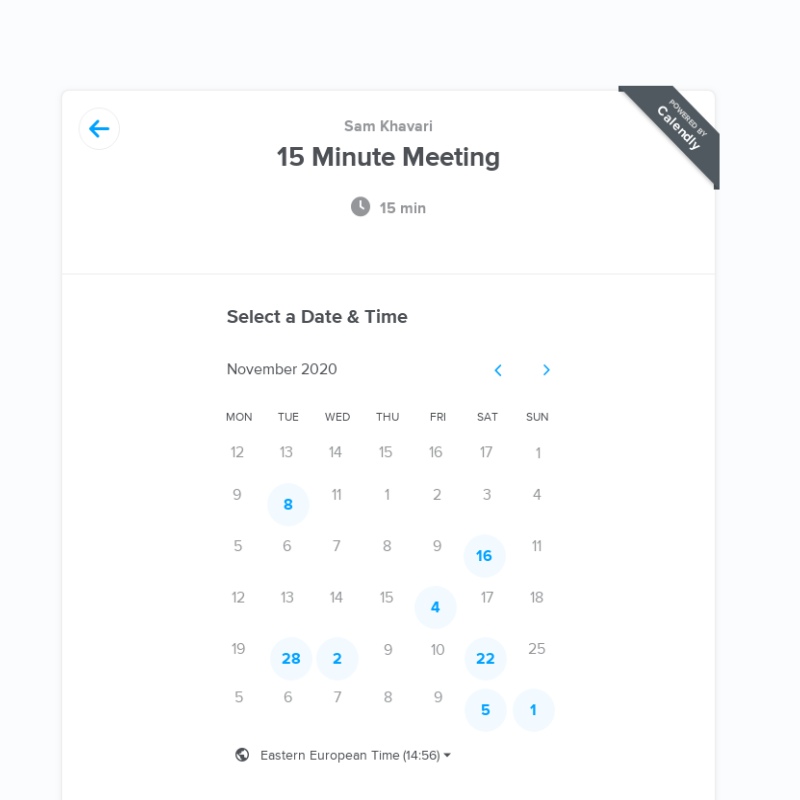 POWERED BY
Calendly
Sam Khavari
15 Minute Meeting
15 min
Select a Date & Time
November 2020
MON TUE WED THU FRI SAT SUN
12 13 14 15 16 17 1
9 8 11 1 2 3 4
5 6 7 8 9 16 11
12 13 14 15 4 17 18
19 28 2 9 10 22 25
5 6 7 8 9 5 1
Eastern European Time (14:56)